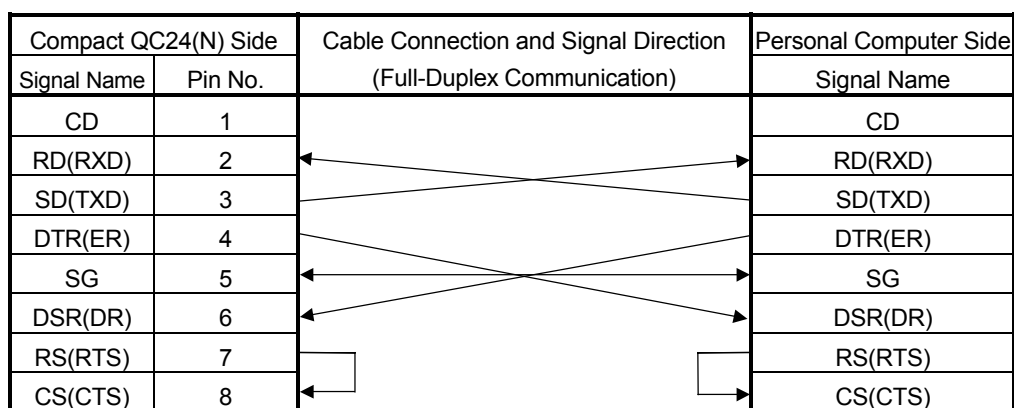 Compact QC24(N) Side Cable Connection and Signal Direction Personal Computer Side
Signal Name Pin No. (Full-Duplex Communication) Signal Name
CD 1 CD
RD(RXD) 2 RD(RXD)
SD(TXD) 3 SD(TXD)
DTR(ER) 4 DTR(ER)
SG 5 SG
DSR(DR) 6 DSR(DR)
RS(RTS) 7 RS(RTS)
CS(CTS) 8 CS(CTS)